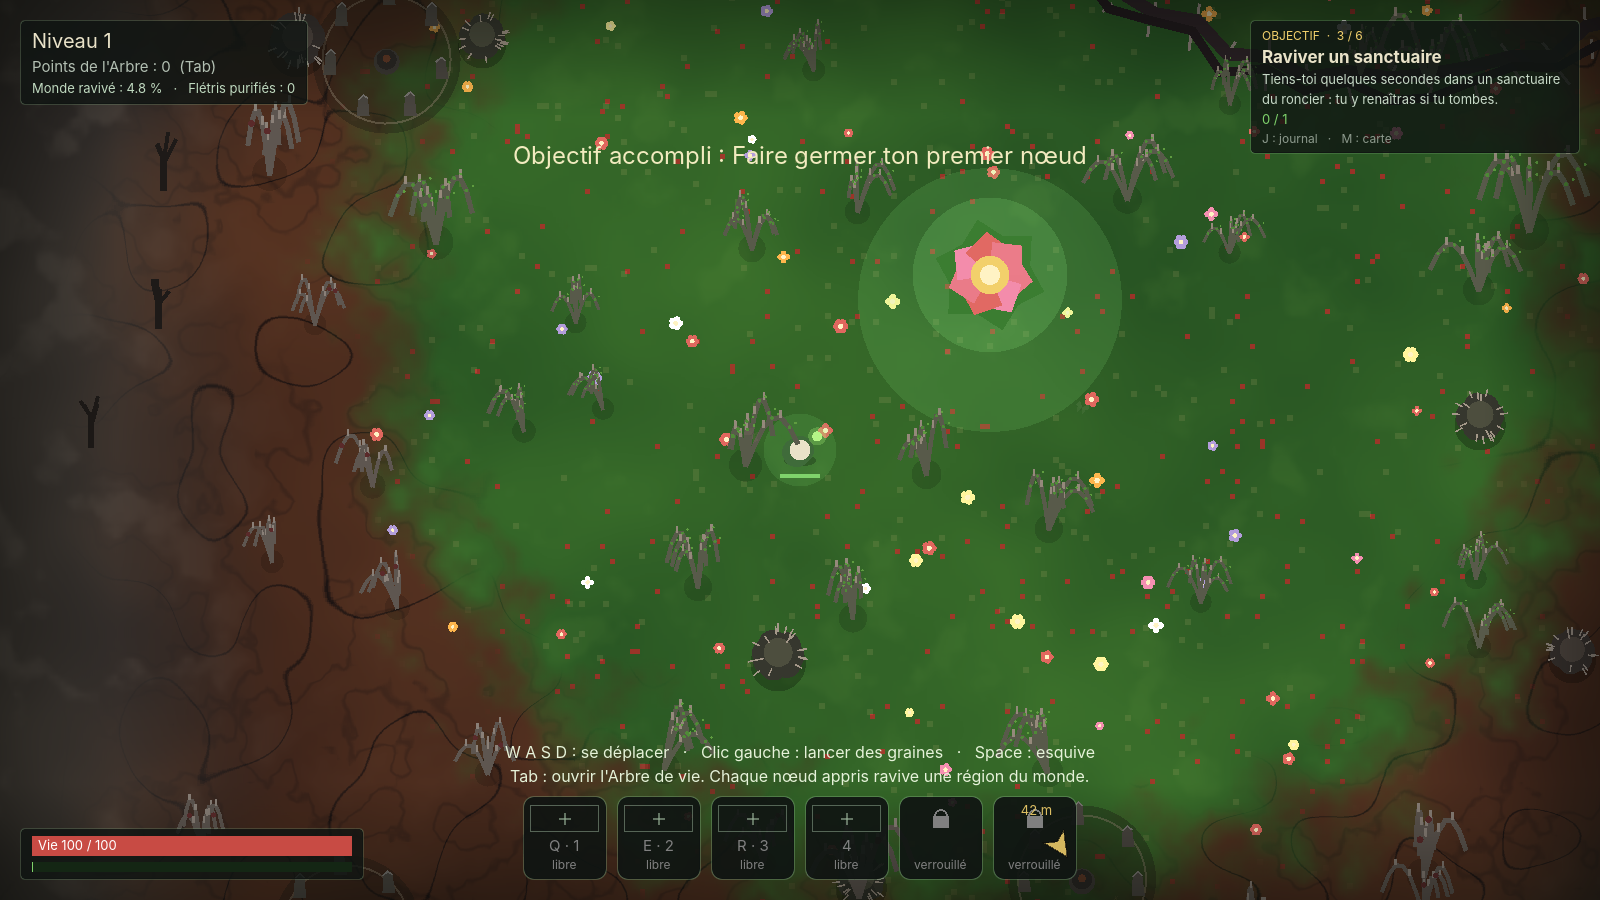 Niveau 1
Points de l'Arbre : 0  (Tab)
Monde ravivé : 4.8 %   ·   Flétris purifiés : 0
OBJECTIF  ·  3 / 6
Raviver un sanctuaire
Tiens-toi quelques secondes dans un sanctuaire
du roncier : tu y renaîtras si tu tombes.
0 / 1
J : journal   ·   M : carte
Objectif accompli : Faire germer ton premier nœud
W A S D : se déplacer   ·   Clic gauche : lancer des graines   ·   Space : esquive
Tab : ouvrir l'Arbre de vie. Chaque nœud appris ravive une région du monde.
Vie 100 / 100
Q · 1
libre
E · 2
libre
R · 3
libre
4
libre
verrouillé
42 m
verrouillé